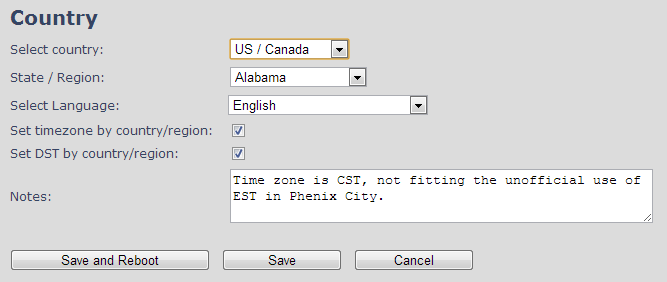 Country
Select country: US / Canada
State / Region: Alabama
Select Language: English
Set timezone by country/region:
Set DST by country/region:
Notes: Time zone is CST, not fitting the unofficial use of
EST in Phenix City.
Save and Reboot Save Cancel